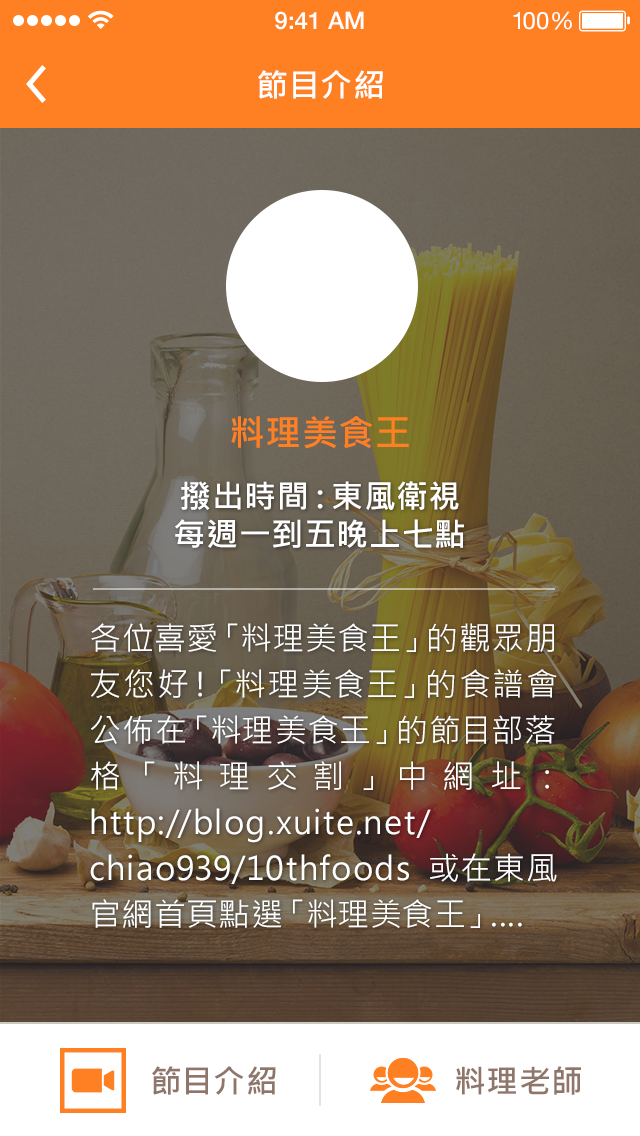 9:41 AM 100%
節目介紹
料理美食王
撥出時間:東風衛視
每週一到五晚上七點
各位喜愛「料理美食王」的觀眾朋
友您好!「料理美食王」的食譜會
公佈在「料理美食王」的節目部落
格「料理交割」中網址:
http://blog.xuite.net/
chiao939/10thfoods 或在東風
官網首頁點選「料理美食王」....
節目介紹 料理老師